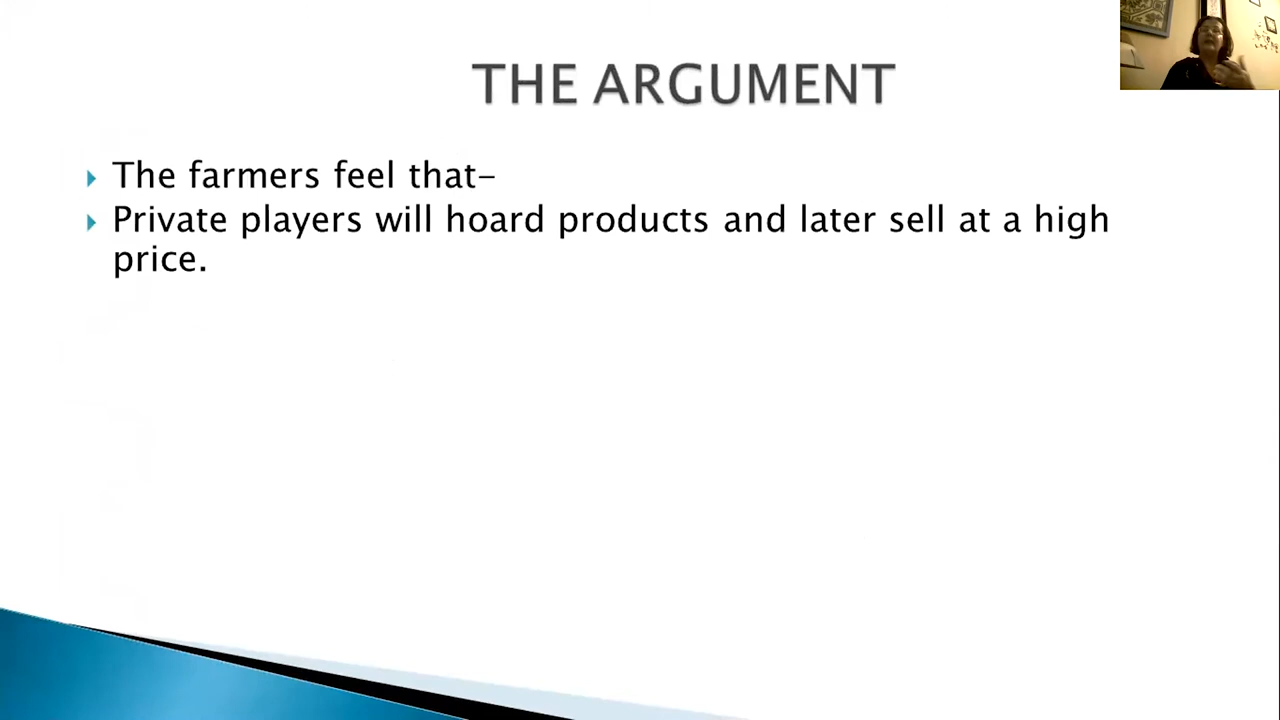 THE ARGUMENT
The farmers feel that-
Private players will hoard products and later sell at a high
price.